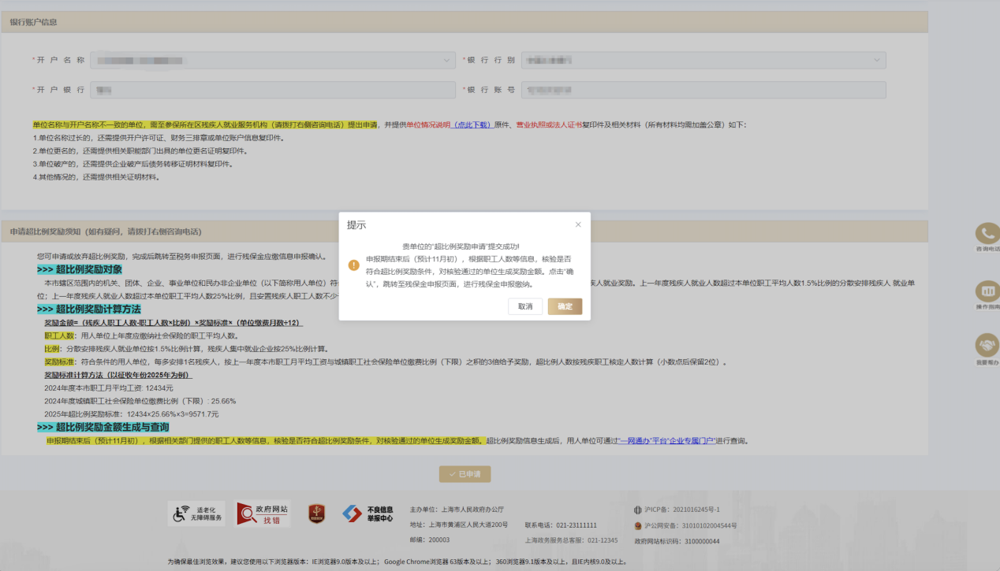 银行账户信息
*开户名称
*银行行别
*开户银行
*银行账号
单位名称与开户名称不一致的单位，需至参保所在区残疾人就业服务机构（请拨打右侧咨询电话）提出申请，并提供单位情况说明（点此下载）原件、营业执照或法人证书复印件及相关材料（所有材料均需加盖公章）如下：
1.单位名称过长的，还需提供开户许可证、财务三排章或单位账户信息复印件。
2.单位更名的，还需提供相关职能部门出具的单位更名证明复印件。
3.单位破产的，还需提供企业破产后债务转移证明材料复印件。
4.其他情况的，还需提供相关证明材料。
申请超比例奖励须知（如有疑问，请拨打右侧咨询电话）
您可申请或放弃超比例奖励，完成后跳转至税务申报页面，进行残保金应缴信息申报确认。
>>> 超比例奖励对象
本市辖区范围内的机关、团体、企业、事业单位和民办非企业单位（以下简称用人单位）符
疾人就业奖励。上一年度残疾人就业人数超过本单位职工平均人数1.5%比例的分散安排残疾人 就业单
位；上一年度残疾人就业人数超过本单位职工平均人数25%比例，且安置残疾人职工人数不少
>>> 超比例奖励计算方法
奖励金额=（残疾人职工人数-职工人数×比例）×奖励标准×（单位缴费月数÷12）
职工人数：用人单位上年度应缴纳社会保险的职工平均人数。
比例：分散安排残疾人就业单位按1.5%比例计算，残疾人集中就业企业按25%比例计算。
奖励标准：符合条件的用人单位，每多安排1名残疾人，按上一年度本市职工月平均工资与城镇职工社会保险单位缴费比例（下限）之积的3倍给予奖励，超比例人数按残疾职工核定人数计算（小数点后保留2位）。
奖励标准计算方法（以征收年份2025年为例）
2024年度本市职工月平均工资: 12434元
2024年度城镇职工社会保险单位缴费比例（下限）: 25.66%
2025年超比例奖励标准：12434×25.66%×3=9571.7元
>>> 超比例奖励金额生成与查询
申报期结束后（预计11月初），根据相关部门提供的职工人数等信息，核验是否符合超比例奖励条件，对核验通过的单位生成奖励金额。超比例奖励信息生成后，用人单位可通过“一网通办”平台“企业专属门户”进行查询。
提示
×
贵单位的“超比例奖励申请”提交成功!
申报期结束后（预计11月初），根据职工人数等信息，核验是否
符合超比例奖励条件，对核验通过的单位生成奖励金额。点击“确
认”，跳转至残保金申报页面，进行残保金申报缴纳。
取消
确定
咨询电话
操作指南
我要帮办
已申请
适老化
无障碍服务
政府网站
找错
不良信息
举报中心
主办单位：上海市人民政府办公厅
地址：上海市黄浦区人民大道200号
邮编：200003
联系电话：021-23111111
上海政务服务总客服：021-12345
沪ICP备：2021016245号-1
沪公网安备：31010102004544号
政府网站标识码：3100000044
为确保最佳浏览效果，建议您使用以下浏览器版本：IE浏览器9.0版本及以上； Google Chrome浏览器 63版本及以上； 360浏览器9.1版本及以上，且IE内核9.0及以上。